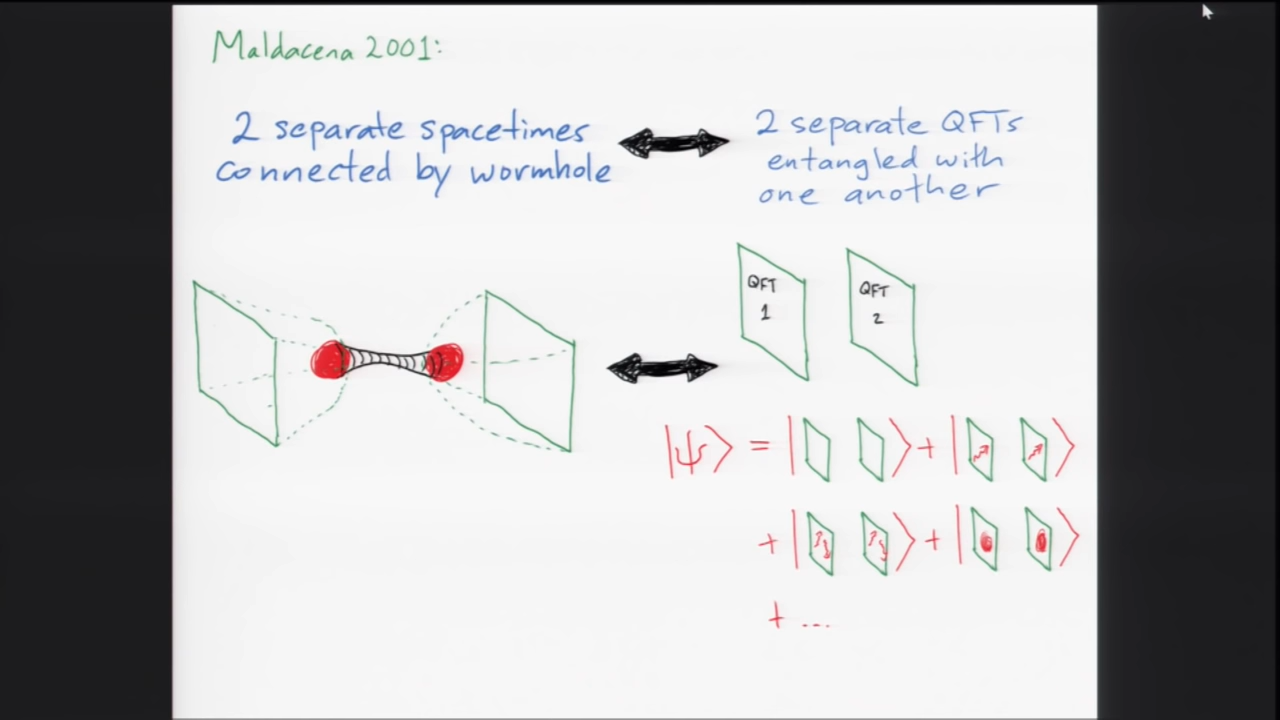 Maldacena 2001:
2 separate spacetimes
connected by wormhole
2 separate QFTs
entangled with
one another
QFT
1
QFT
2
|ψ> = | > + | >
+ | > + | >
+ ...